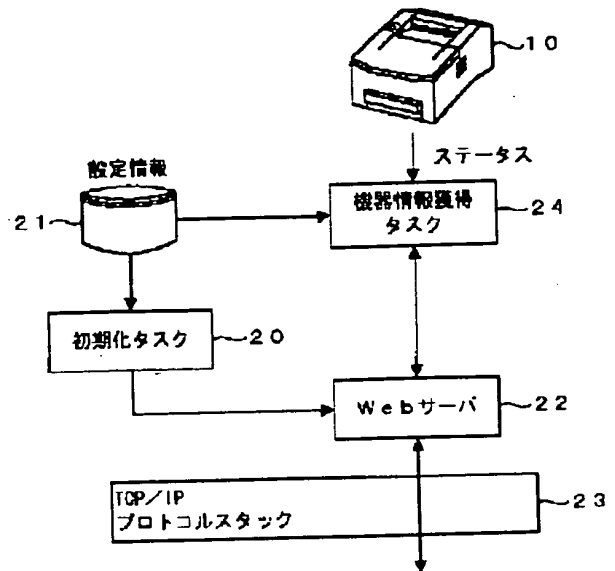 10
ステータス
設定情報
21
機器情報獲得
タスク
24
初期化タスク
20
Webサーバ
22
TCP/IP
プロトコルスタック
23